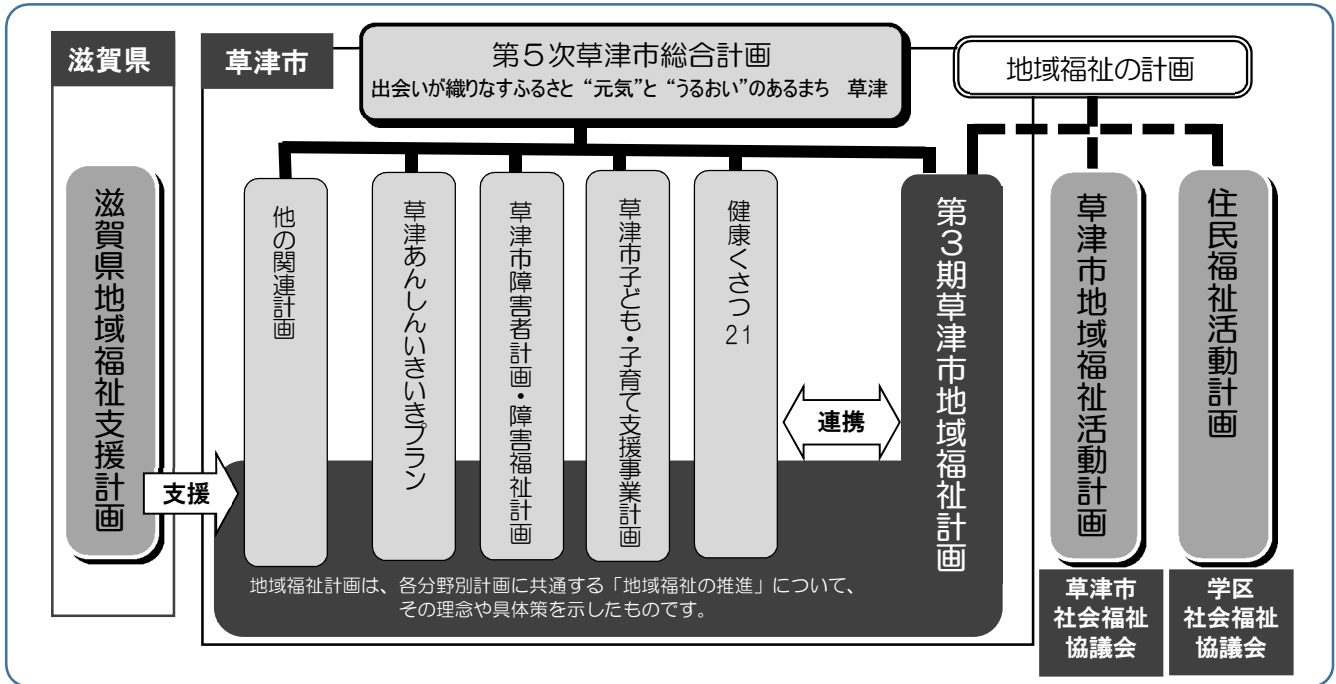 滋賀県
草津市
第５次草津市総合計画
出会いが織りなすふるさと “元気”と “うるおい”のあるまち　草津
地域福祉の計画
滋賀県地域福祉支援計画
支援
他の関連計画
草津あんしんいきいきプラン
草津市障害者計画・障害福祉計画
草津市子ども・子育て支援事業計画
健康くさつ21
連携
第３期草津市地域福祉計画
草津市地域福祉活動計画
住民福祉活動計画
地域福祉計画は、各分野別計画に共通する「地域福祉の推進」について、
その理念や具体策を示したものです。
草津市
社会福祉
協議会
学区
社会福祉
協議会